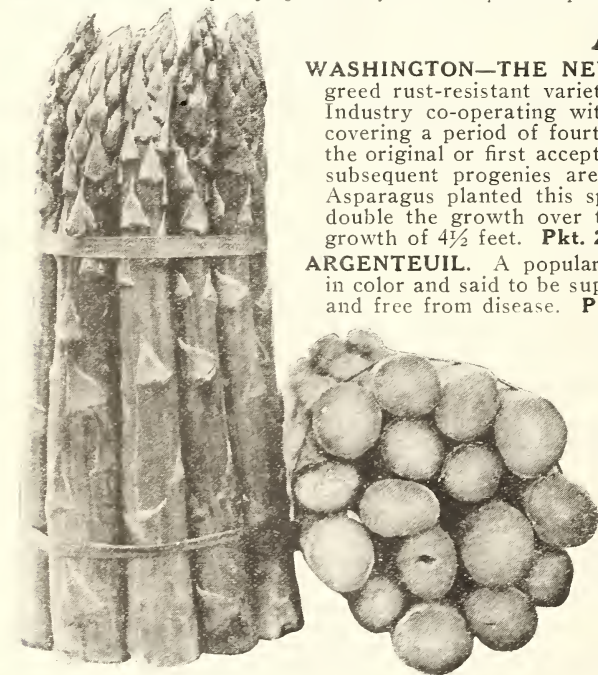 A
WASHINGTON—THE NE
greed rust-resistant variet
Industry co-operating wit
covering a period of fourt
the original or first accept
subsequent progenies are
Asparagus planted this sp
double the growth over t
growth of 4½ feet. Pkt. 2
ARGENTEUIL. A popular
in color and said to be sup
and free from disease. P